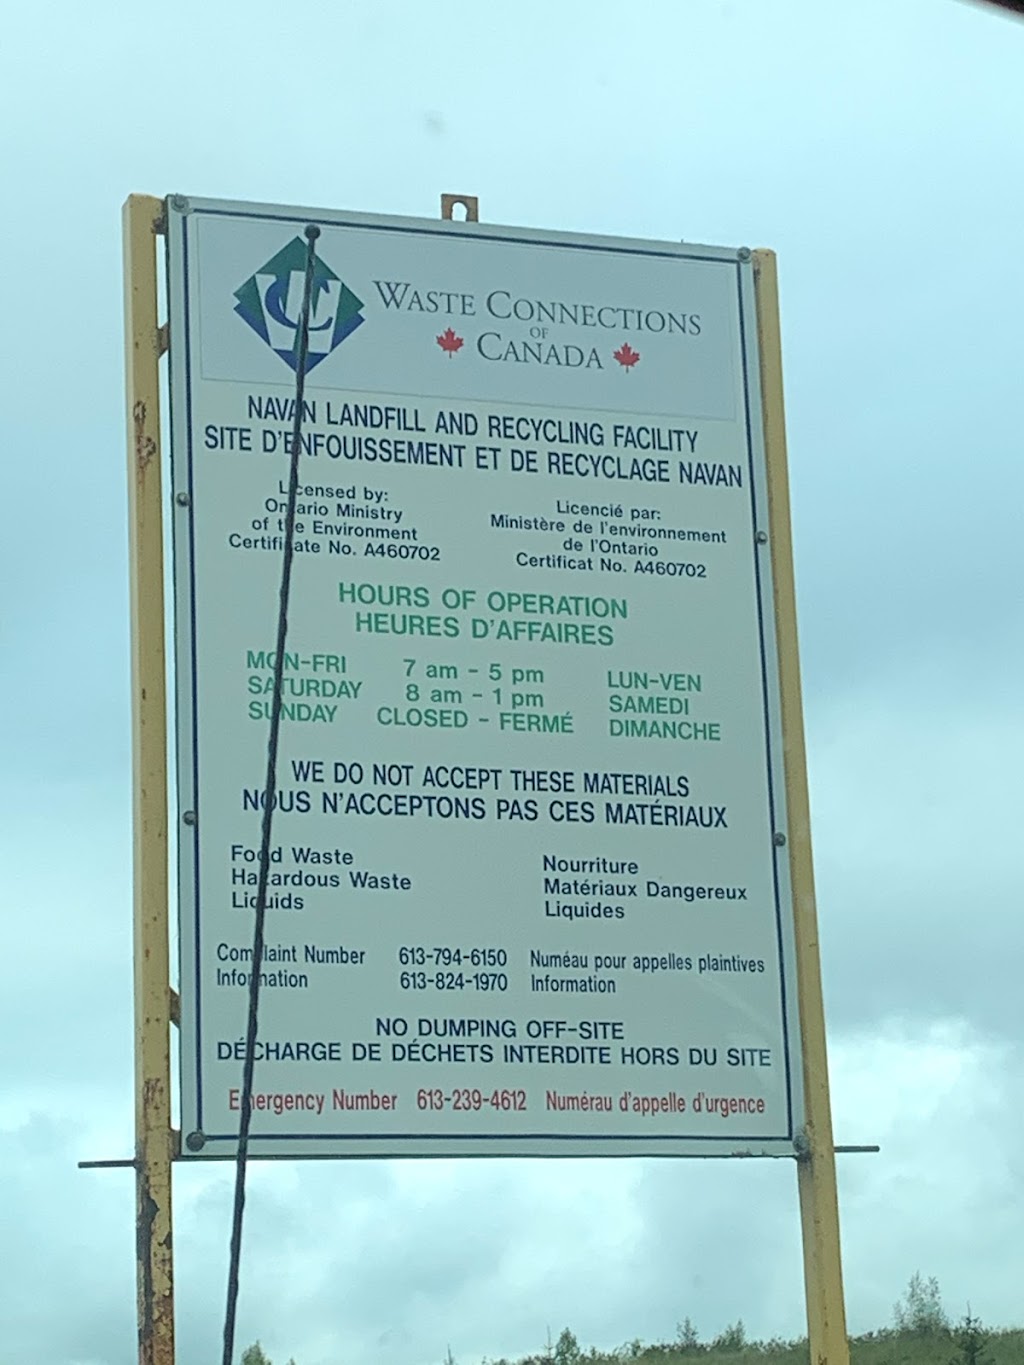 WC
WASTE CONNECTIONS
OF
CANADA
NAVAN LANDFILL AND RECYCLING FACILITY
SITE D'ENFOUISSEMENT ET DE RECYCLAGE NAVAN
Licensed by:
Ontario Ministry
of the Environment
Certificate No. A460702
Licencié par:
Ministère de l'environnement
de l'Ontario
Certificat No. A460702
HOURS OF OPERATION
HEURES D'AFFAIRES
MON-FRI 7 am - 5 pm LUN-VEN
SATURDAY 8 am - 1 pm SAMEDI
SUNDAY CLOSED - FERMÉ DIMANCHE
WE DO NOT ACCEPT THESE MATERIALS
NOUS N'ACCEPTONS PAS CES MATÉRIAUX
Food Waste Nourriture
Hazardous Waste Matériaux Dangereux
Liquids Liquides
Complaint Number 613-794-6150 Numéau pour appelles plaintives
Information 613-824-1970 Information
NO DUMPING OFF-SITE
DÉCHARGE DE DÉCHETS INTERDITE HORS DU SITE
Emergency Number 613-239-4612 Numérau d'appelle d'urgence